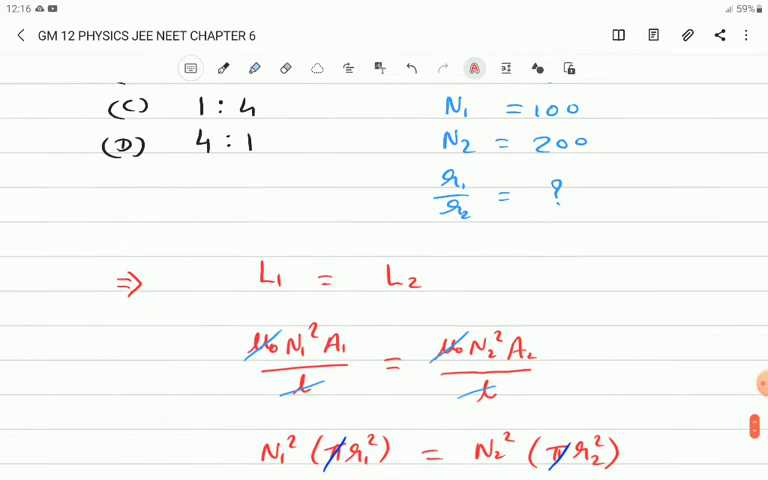 12:16 59%
GM 12 PHYSICS JEE NEET CHAPTER 6
(C) 1 : 4
(D) 4 : 1
N₁ = 100
N₂ = 200
r₁/r₂ = ?
⇒ L₁ = L₂
μ₀N₁²A₁/l = μ₀N₂²A₂/l
N₁² (πr₁²) = N₂² (πr₂²)